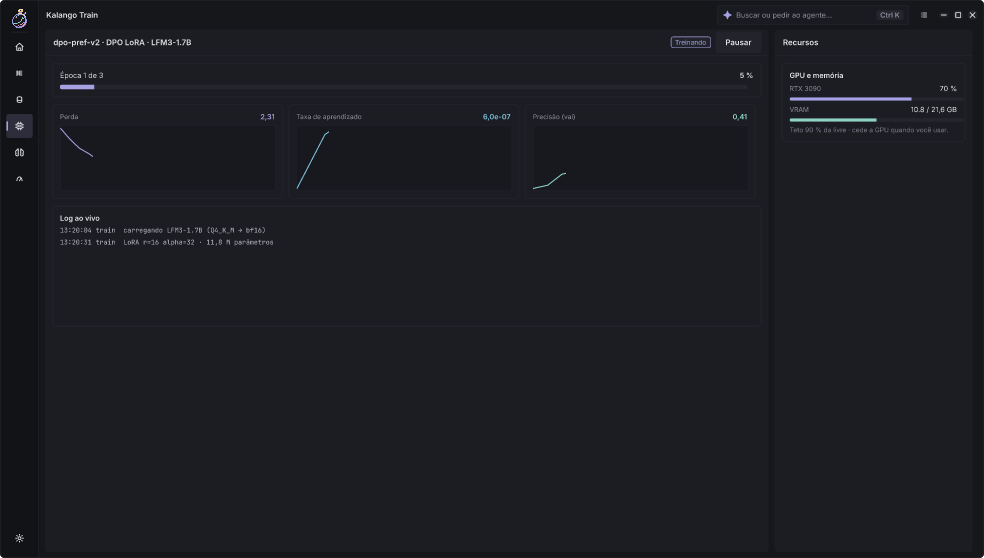 Kalango Train
Buscar ou pedir ao agente...
Ctrl K
dpo-pref-v2 · DPO LoRA · LFM3-1.7B
Treinando
Pausar
Recursos
Época 1 de 3
5 %
GPU e memória
RTX 3090
70 %
VRAM
10.8 / 21,6 GB
Teto 90 % da livre · cede a GPU quando você usar.
Perda
2,31
Taxa de aprendizado
6,0e-07
Precisão (val)
0,41
Log ao vivo
13:20:04 train carregando LFM3-1.7B (Q4_K_M → bf16)
13:20:31 train LoRA r=16 alpha=32 · 11,8 M parâmetros